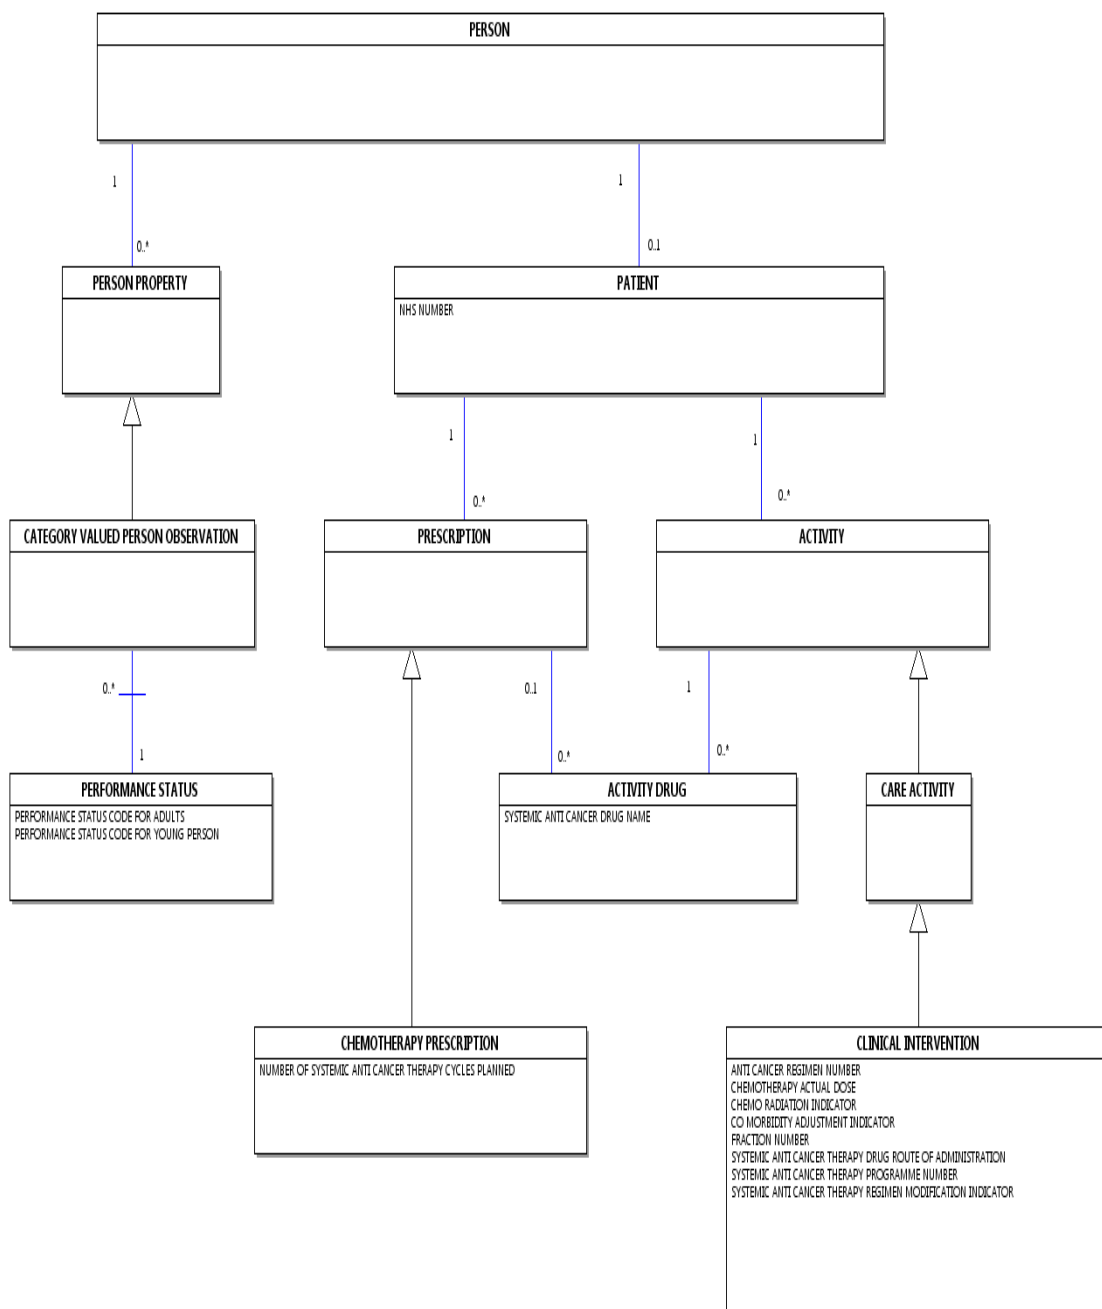 PERSON
1
1
0..*
0..1
PERSON PROPERTY
PATIENT
NHS NUMBER
1
1
0..*
0..*
CATEGORY VALUED PERSON OBSERVATION
PRESCRIPTION
ACTIVITY
0..*
0..1
1
1
0..*
0..*
PERFORMANCE STATUS
PERFORMANCE STATUS CODE FOR ADULTS
PERFORMANCE STATUS CODE FOR YOUNG PERSON
ACTIVITY DRUG
SYSTEMIC ANTI CANCER DRUG NAME
CARE ACTIVITY
CHEMOTHERAPY PRESCRIPTION
NUMBER OF SYSTEMIC ANTI CANCER THERAPY CYCLES PLANNED
CLINICAL INTERVENTION
ANTI CANCER REGIMEN NUMBER
CHEMOTHERAPY ACTUAL DOSE
CHEMO RADIATION INDICATOR
CO MORBIDITY ADJUSTMENT INDICATOR
FRACTION NUMBER
SYSTEMIC ANTI CANCER THERAPY DRUG ROUTE OF ADMINISTRATION
SYSTEMIC ANTI CANCER THERAPY PROGRAMME NUMBER
SYSTEMIC ANTI CANCER THERAPY REGIMEN MODIFICATION INDICATOR